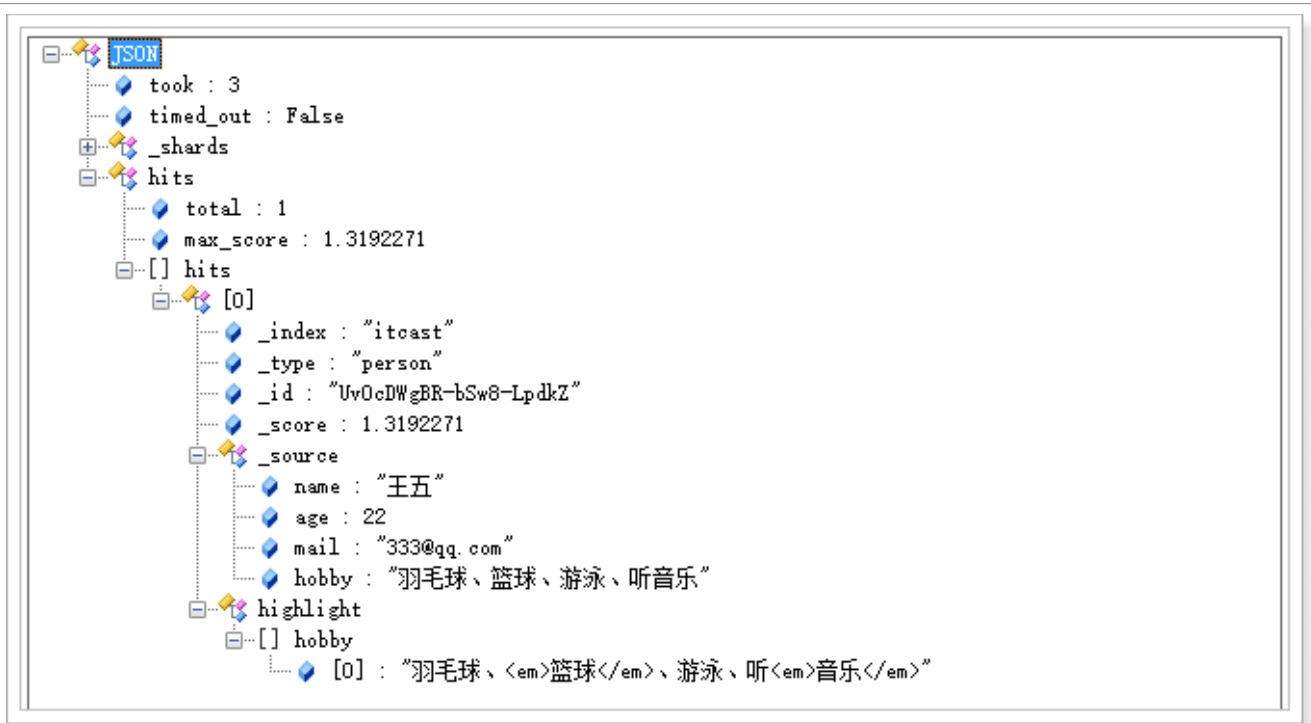 JSON
took : 3
timed_out : False
_shards
hits
total : 1
max_score : 1.3192271
[] hits
[0]
_index : "itcast"
_type : "person"
_id : "UvOcDWgBR-bSw8-LpdkZ"
_score : 1.3192271
_source
name : "王五"
age : 22
mail : "333@qq.com"
hobby : "羽毛球、篮球、游泳、听音乐"
highlight
[] hobby
[0] : "羽毛球、<em>篮球</em>、游泳、听<em>音乐</em>"